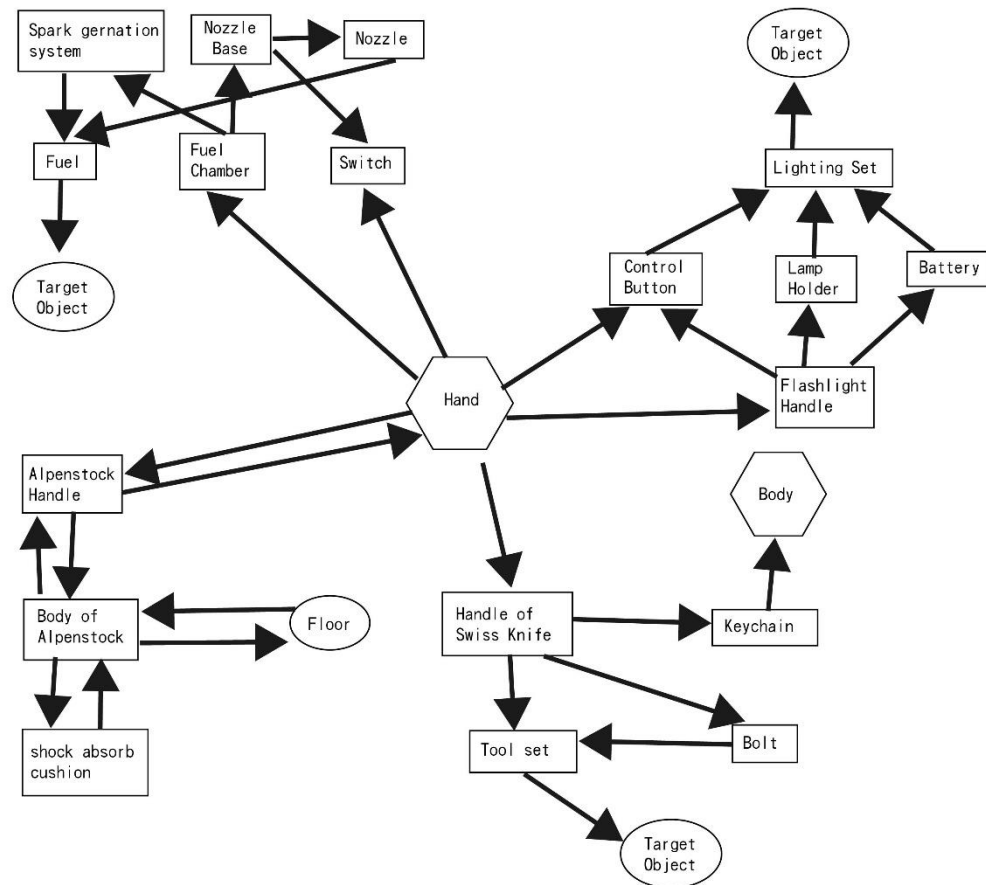 Spark gernation
system
Nozzle
Base
Nozzle
Target
Object
Fuel
Fuel
Chamber
Switch
Lighting Set
Target
Object
Control
Button
Lamp
Holder
Battery
Hand
Flashlight
Handle
Alpenstock
Handle
Body
Body of
Alpenstock
Floor
Handle of
Swiss Knife
Keychain
shock absorb
cushion
Tool set
Bolt
Target
Object